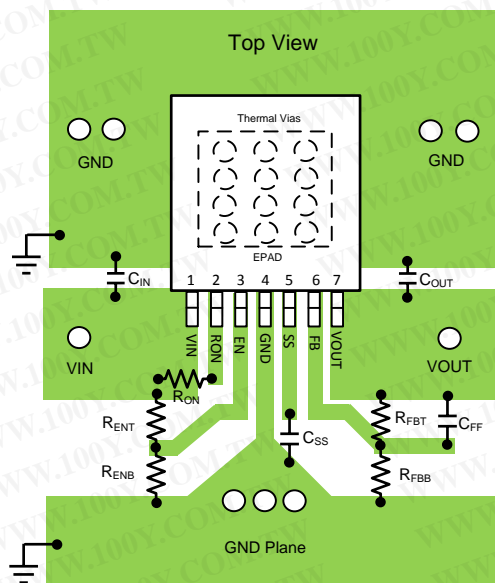 Top View
Thermal Vias
GND
GND
EPAD
1 2 3 4 5 6 7
CIN
COUT
VIN
RON
EN
GND
SS
FB
VOUT
VIN
VOUT
RON
RENT
RFBT
CFF
CSS
RENB
RFBB
GND Plane
WWW.100Y.COM.TW